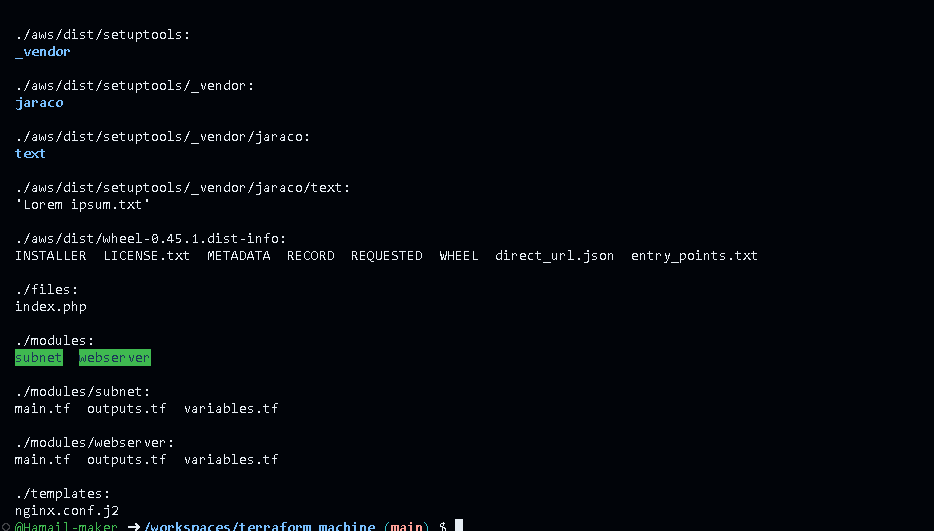 ./aws/dist/setuptools:
_vendor
./aws/dist/setuptools/_vendor:
jaraco
./aws/dist/setuptools/_vendor/jaraco:
text
./aws/dist/setuptools/_vendor/jaraco/text:
'Lorem ipsum.txt'
./aws/dist/wheel-0.45.1.dist-info:
INSTALLER  LICENSE.txt  METADATA  RECORD  REQUESTED  WHEEL  direct_url.json  entry_points.txt
./files:
index.php
./modules:
subnet  webserver
./modules/subnet:
main.tf  outputs.tf  variables.tf
./modules/webserver:
main.tf  outputs.tf  variables.tf
./templates:
nginx.conf.j2
@Hamail-maker ➜ /workspaces/terraform_machine (main) $